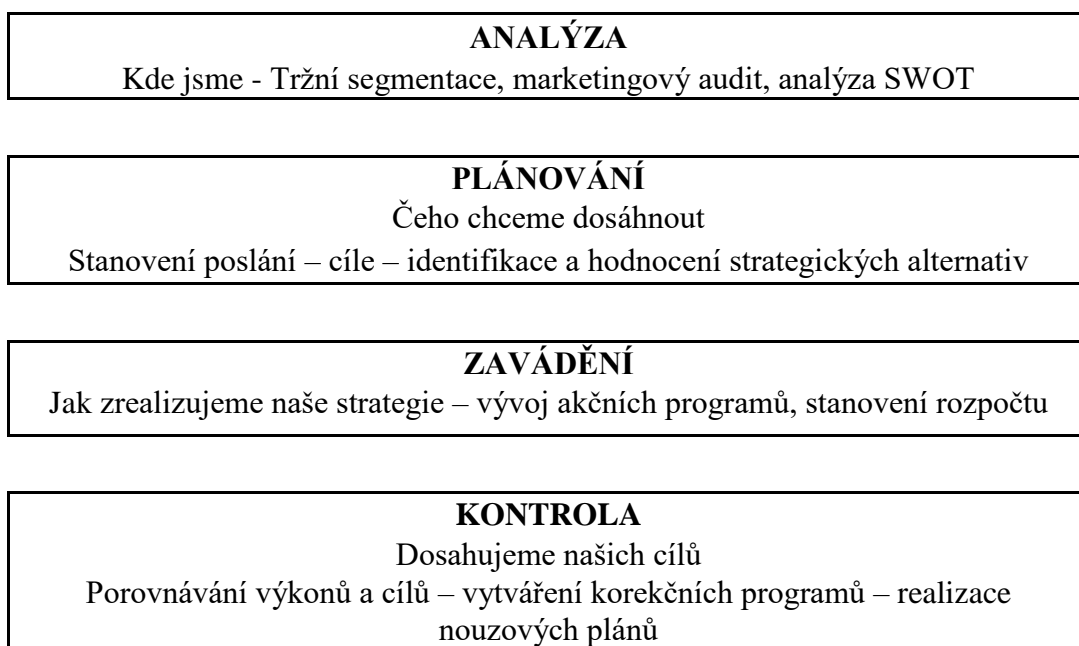 ANALÝZA
Kde jsme - Tržní segmentace, marketingový audit, analýza SWOT
PLÁNOVÁNÍ
Čeho chceme dosáhnout
Stanovení poslání – cíle – identifikace a hodnocení strategických alternativ
ZAVÁDĚNÍ
Jak zrealizujeme naše strategie – vývoj akčních programů, stanovení rozpočtu
KONTROLA
Dosahujeme našich cílů
Porovnávání výkonů a cílů – vytváření korekčních programů – realizace
nouzových plánů